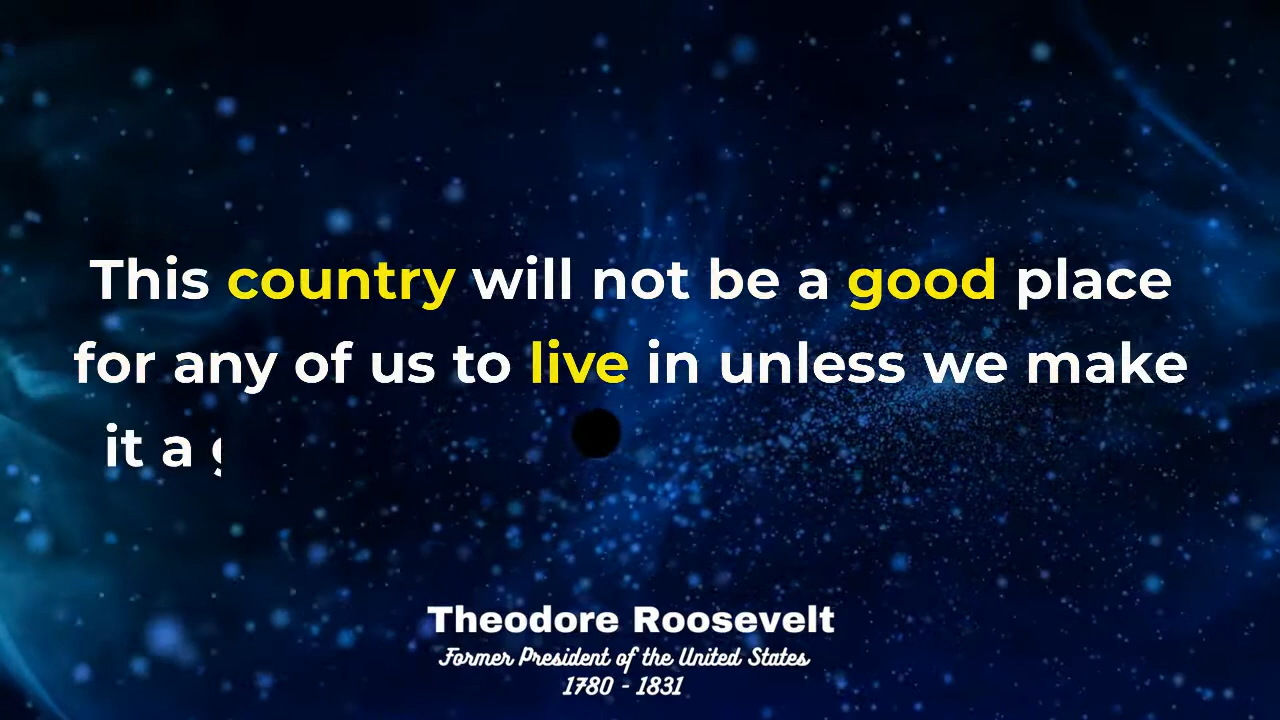 This country will not be a good place
for any of us to live in unless we make
it a
Theodore Roosevelt
Former President of the United States
1780 - 1831